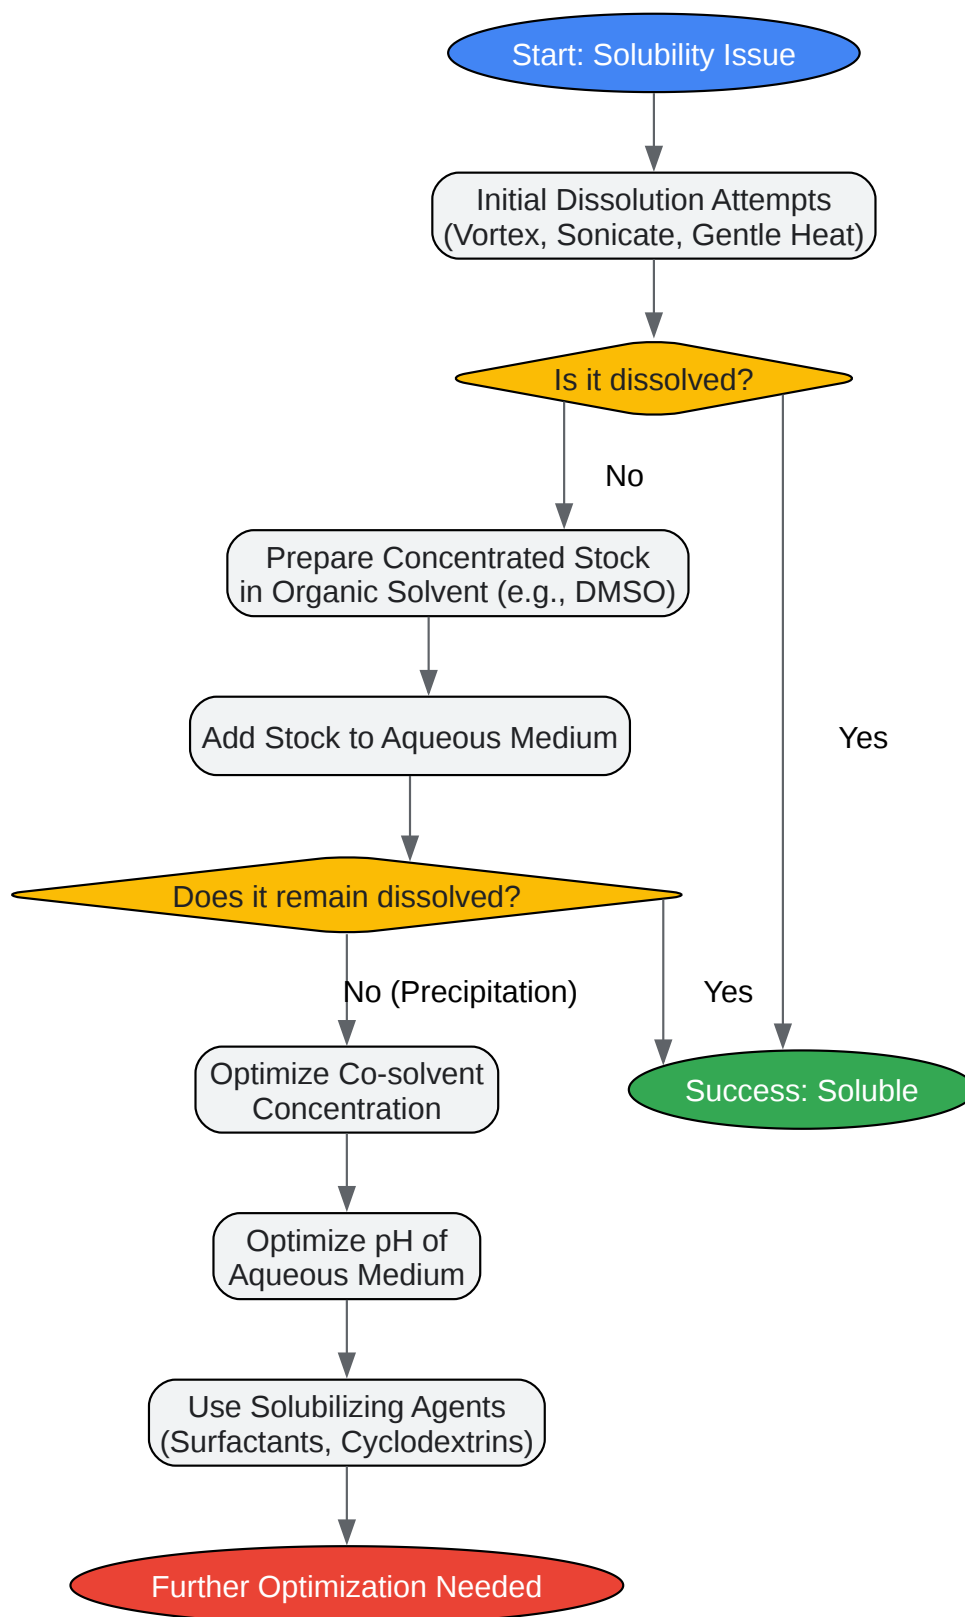 Start: Solubility Issue
Initial Dissolution Attempts
(Vortex, Sonicate, Gentle Heat)
Is it dissolved?
No
Prepare Concentrated Stock
in Organic Solvent (e.g., DMSO)
Add Stock to Aqueous Medium
Yes
Does it remain dissolved?
No (Precipitation)
Yes
Optimize Co-solvent
Concentration
Success: Soluble
Optimize pH of
Aqueous Medium
Use Solubilizing Agents
(Surfactants, Cyclodextrins)
Further Optimization Needed